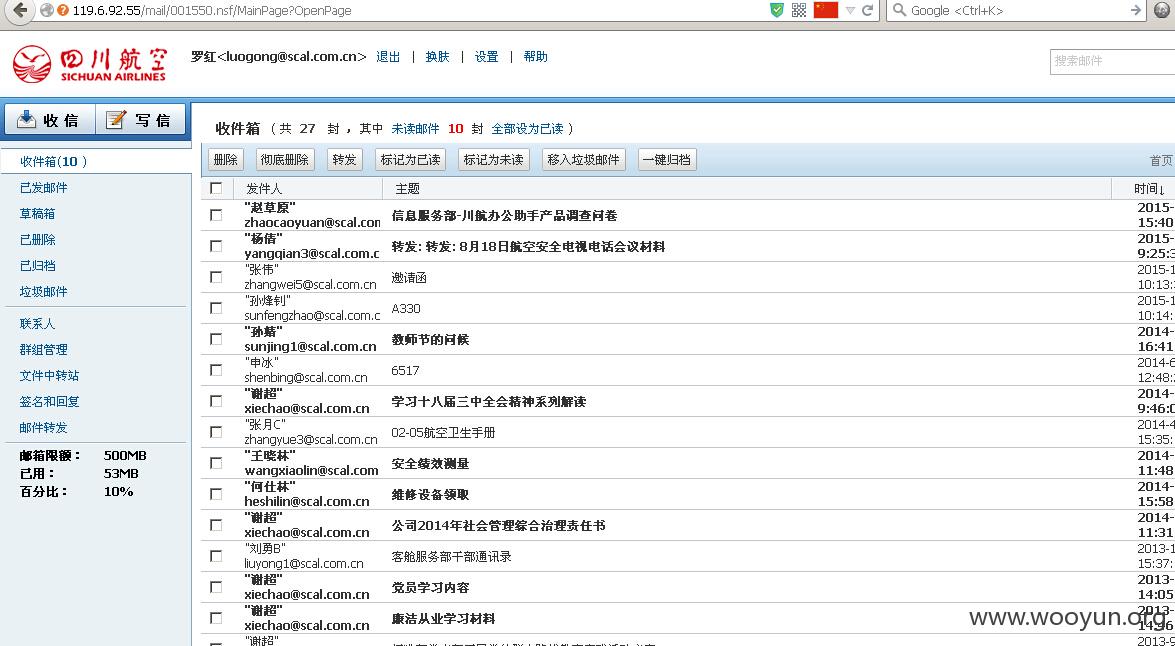 119.6.92.55/mail/001550.nsf/MainPage?OpenPage
Google <Ctrl+K>
四川航空
SICHUAN AIRLINES
罗红<luogong@scal.com.cn> 退出 | 换肤 | 设置 | 帮助
搜索邮件
收信 写信
收件箱 ( 共 27 封 , 其中 未读邮件 10 封 全部设为已读 )
删除 彻底删除 转发 标记为已读 标记为未读 移入垃圾邮件 一键归档 首页
收件箱(10 )
已发邮件
草稿箱
已删除
已归档
垃圾邮件
联系人
群组管理
文件中转站
签名和回复
邮件转发
邮箱限额: 500MB
已用: 53MB
百分比: 10%
发件人 主题 时间↓
"赵草原" 2015-
zhaocaoyuan@scal.con 信息服务部-川航办公助手产品调查问卷 15:40
"杨倩" 2015-
yangqian3@scal.com.c 转发: 转发: 8月18日航空安全电视电话会议材料 9:25:3
"张伟" 2015-1
zhangwei5@scal.com.cn 邀请函 10:13:
"孙烽钊" 2015-1
sunfengzhao@scal.com.c A330 10:14:
2014-
sunjing1@scal.com.cn 教师节的问候 16:41
"申冰" 2014-6
shenbing@scal.com.cn 6517 12:48:
"谢超" 2014-
xiechao@scal.com.cn 学习十八届三中全会精神系列解读 9:46:0
"张月C" 2014-4
zhangyue3@scal.com.cn 02-05航空卫生手册 15:35:
"王晓林" 2014-
wangxiaolin@scal.com 安全绩效测量 11:48
"何仕林" 2014-
heshilin@scal.com.cn 维修设备领取 15:58
"谢超" 2014-
xiechao@scal.com.cn 公司2014年社会管理综合治理责任书 11:31
"刘勇B" 2013-1
liuyong1@scal.com.cn 客舱服务部干部通讯录 15:37:
"谢超" 2013-
xiechao@scal.com.cn 党员学习内容 14:05
"谢超" 2013-
xiechao@scal.com.cn 廉洁从业学习材料 14:46
"谢超" 2013-9
www.wooyun.org